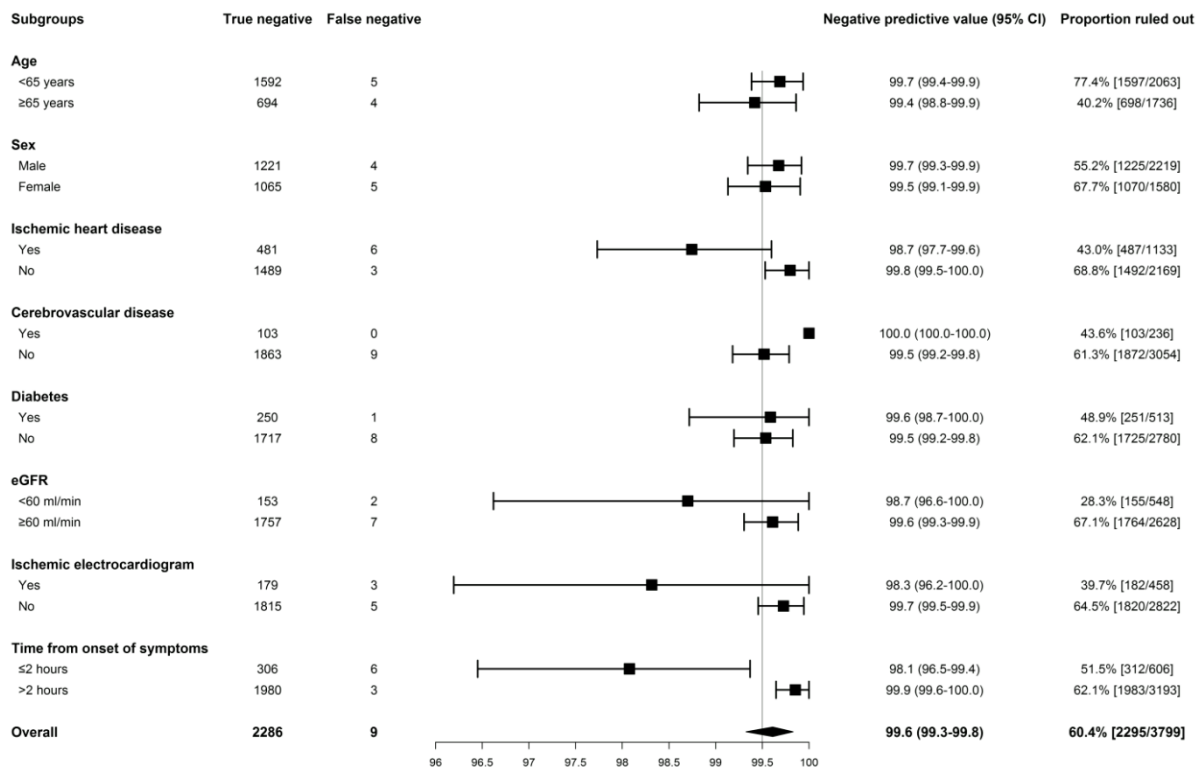 Subgroups True negative False negative Negative predictive value (95% CI) Proportion ruled out
Age
<65 years 1592 5 99.7 (99.4-99.9) 77.4% [1597/2063]
≥65 years 694 4 99.4 (98.8-99.9) 40.2% [698/1736]
Sex
Male 1221 4 99.7 (99.3-99.9) 55.2% [1225/2219]
Female 1065 5 99.5 (99.1-99.9) 67.7% [1070/1580]
Ischemic heart disease
Yes 481 6 98.7 (97.7-99.6) 43.0% [487/1133]
No 1489 3 99.8 (99.5-100.0) 68.8% [1492/2169]
Cerebrovascular disease
Yes 103 0 100.0 (100.0-100.0) 43.6% [103/236]
No 1863 9 99.5 (99.2-99.8) 61.3% [1872/3054]
Diabetes
Yes 250 1 99.6 (98.7-100.0) 48.9% [251/513]
No 1717 8 99.5 (99.2-99.8) 62.1% [1725/2780]
eGFR
<60 ml/min 153 2 98.7 (96.6-100.0) 28.3% [155/548]
≥60 ml/min 1757 7 99.6 (99.3-99.9) 67.1% [1764/2628]
Ischemic electrocardiogram
Yes 179 3 98.3 (96.2-100.0) 39.7% [182/458]
No 1815 5 99.7 (99.5-99.9) 64.5% [1820/2822]
Time from onset of symptoms
≤2 hours 306 6 98.1 (96.5-99.4) 51.5% [312/606]
>2 hours 1980 3 99.9 (99.6-100.0) 62.1% [1983/3193]
Overall 2286 9 99.6 (99.3-99.8) 60.4% [2295/3799]
96 96.5 97 97.5 98 98.5 99 99.5 100